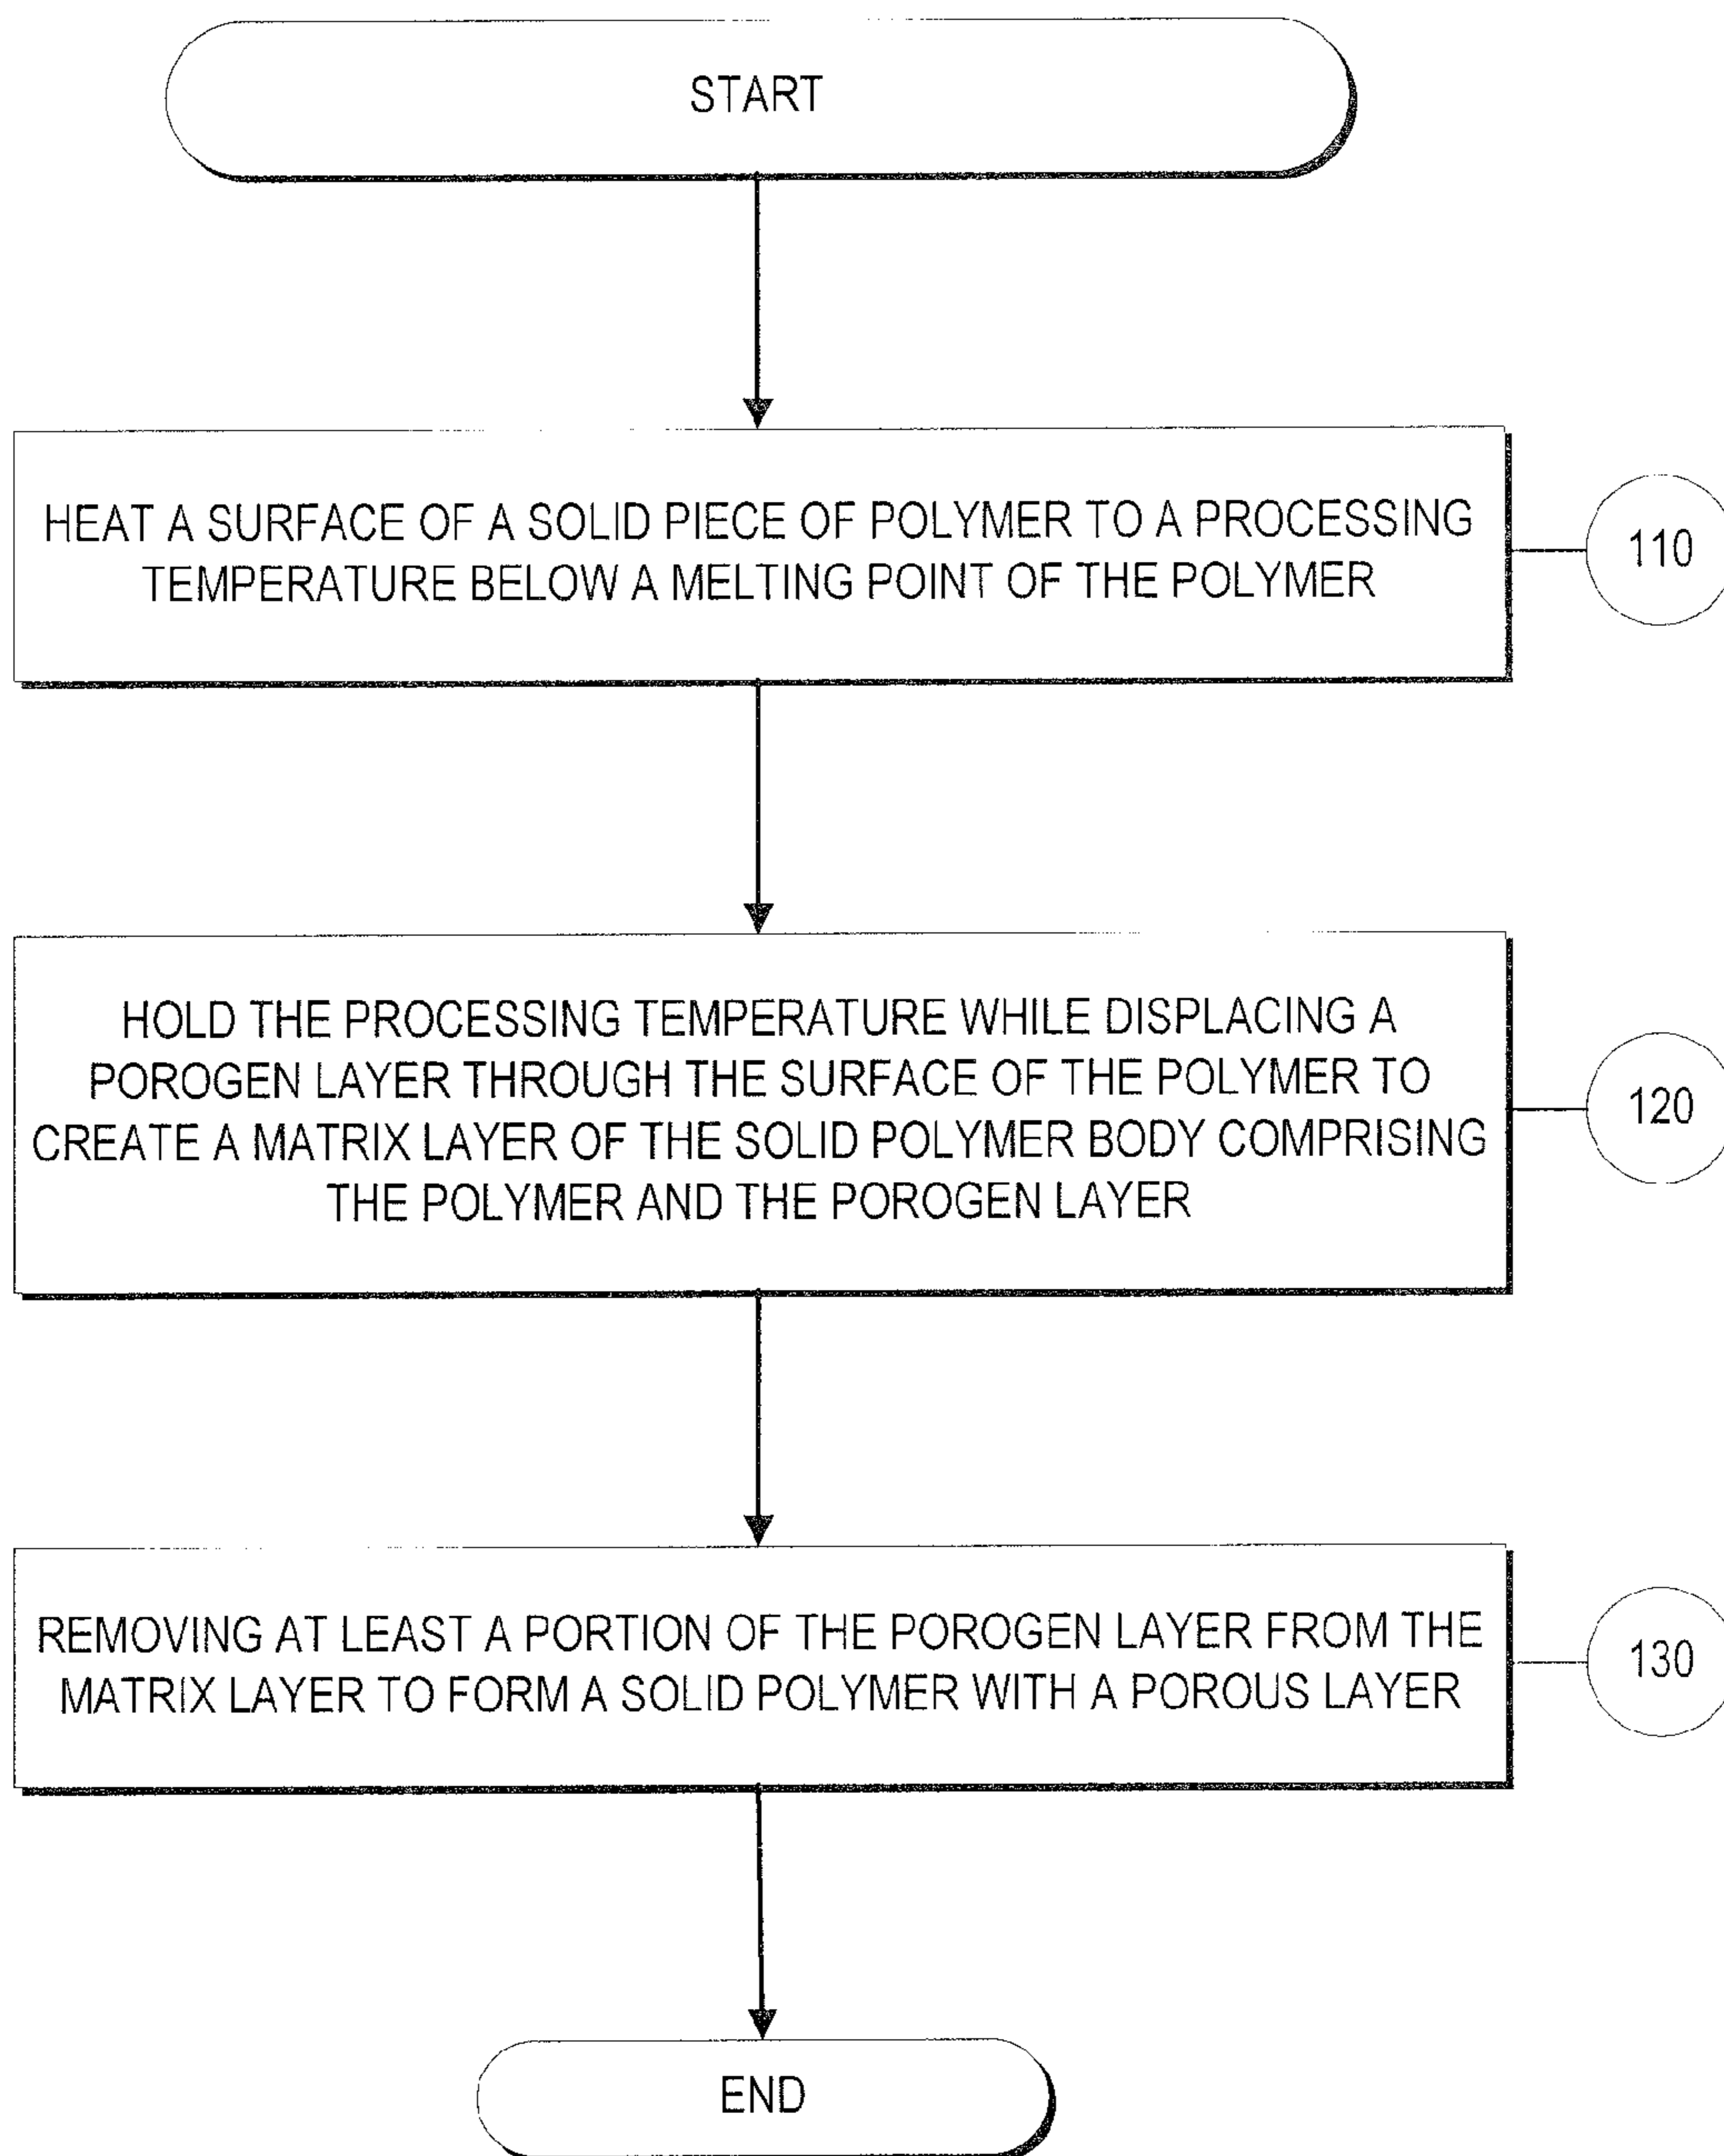 START
HEAT A SURFACE OF A SOLID PIECE OF POLYMER TO A PROCESSING
TEMPERATURE BELOW A MELTING POINT OF THE POLYMER
110
HOLD THE PROCESSING TEMPERATURE WHILE DISPLACING A
POROGEN LAYER THROUGH THE SURFACE OF THE POLYMER TO
CREATE A MATRIX LAYER OF THE SOLID POLYMER BODY COMPRISING
THE POLYMER AND THE POROGEN LAYER
120
REMOVING AT LEAST A PORTION OF THE POROGEN LAYER FROM THE
MATRIX LAYER TO FORM A SOLID POLYMER WITH A POROUS LAYER
130
END